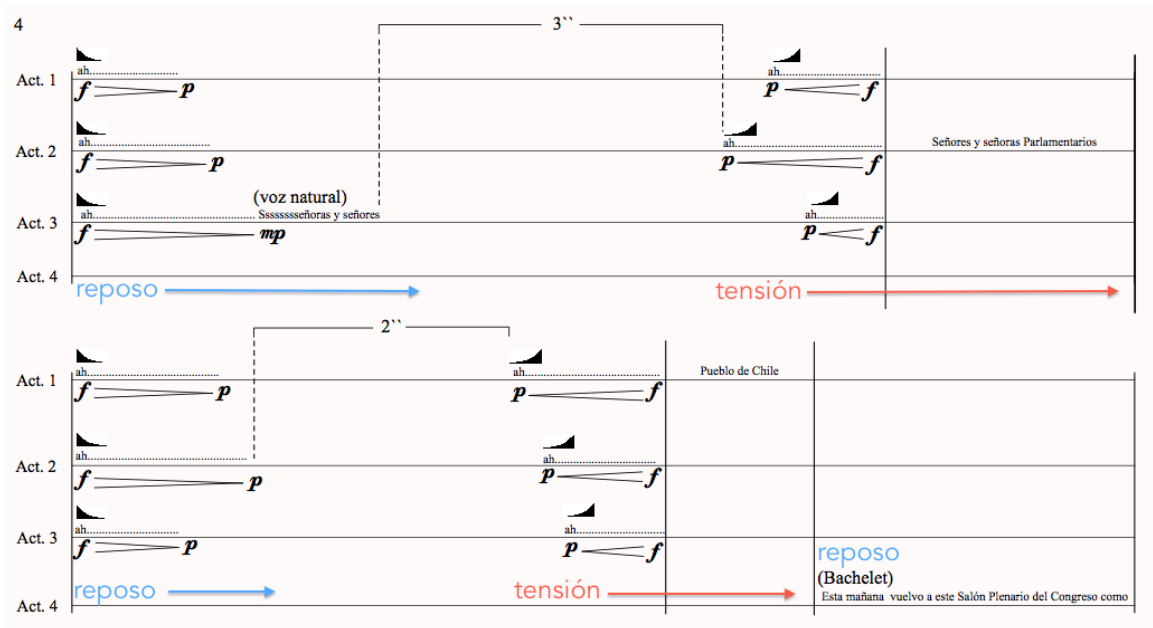 4
3``
ah..............................
ah......................................
Act. 1
f p
p f
ah............................................
ah....................................................
Act. 2
Señores y señoras Parlamentarios
f p
p f
(voz natural)
ah...................................................... Ssssssseñoras y señores
ah..........................
Act. 3
f mp
p f
Act. 4
reposo
tensión
2``
ah...............................................
ah.................................................
Act. 1
Pueblo de Chile
f p
p f
ah.........................................................
ah....................................
Act. 2
f p
p f
ah...............................
ah..............................
Act. 3
f p
p f
reposo
(Bachelet)
reposo
tensión
Act. 4
Esta mañana vuelvo a este Salón Plenario del Congreso como